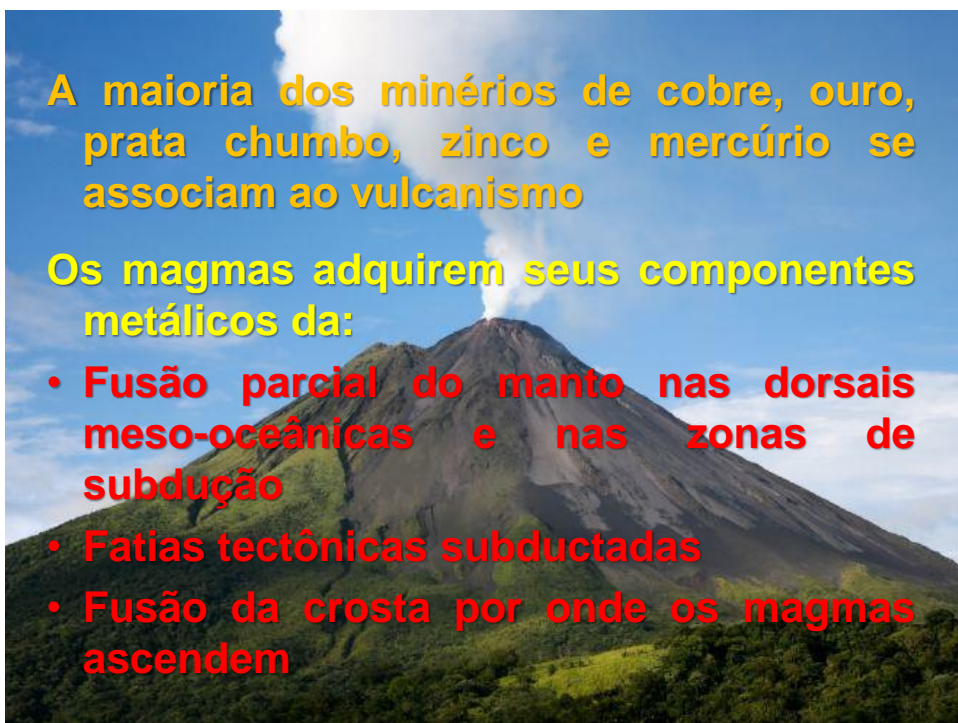 A maioria dos minérios de cobre, ouro,
prata chumbo, zinco e mercúrio se
associam ao vulcanismo
Os magmas adquirem seus componentes
metálicos da:
• Fusão parcial do manto nas dorsais
meso-oceânicas e nas zonas de
subdução
• Fatias tectônicas subductadas
• Fusão da crosta por onde os magmas
ascendem